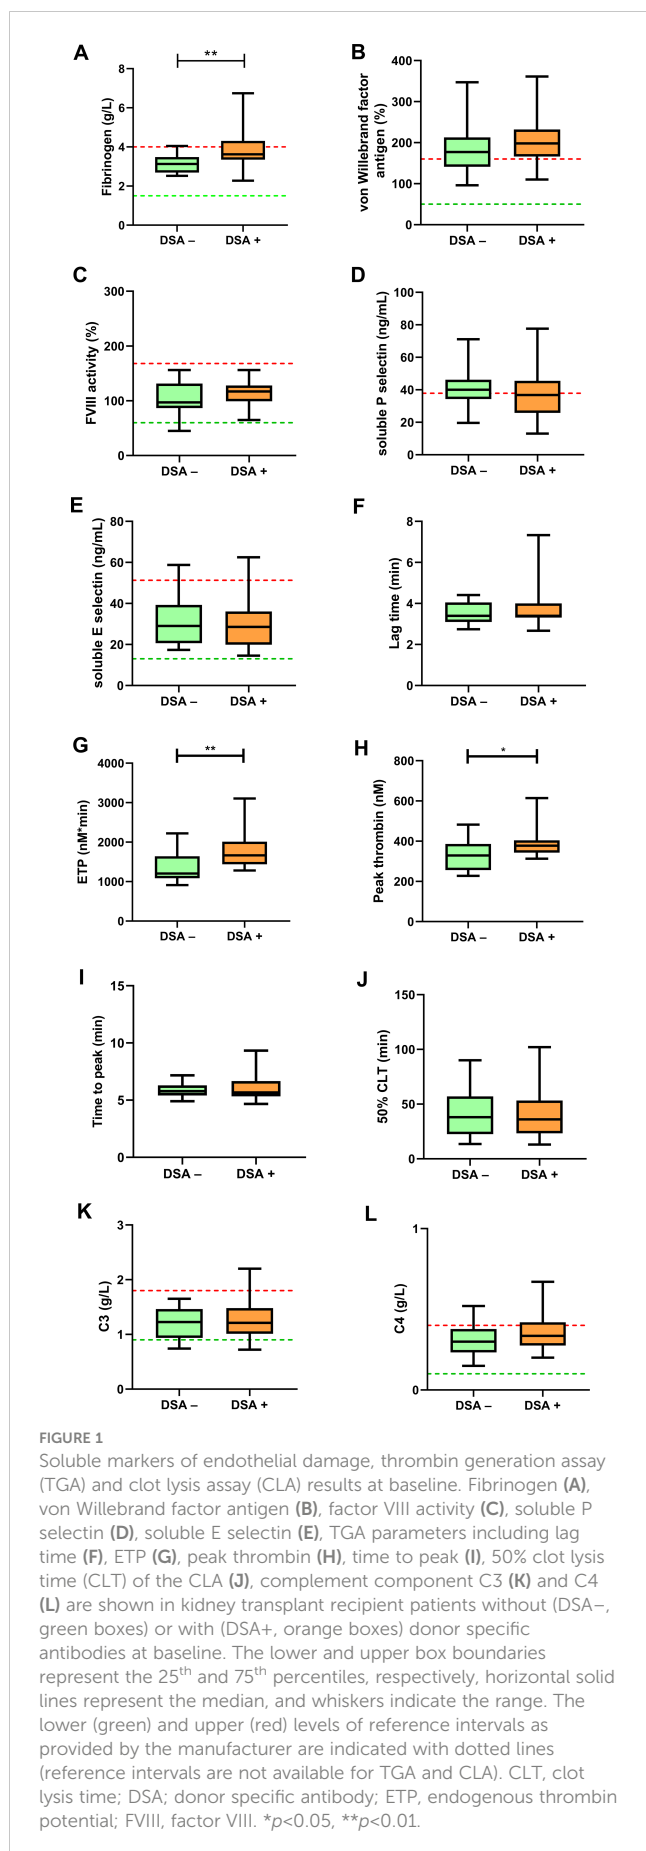 A
**
Fibrinogen (g/L)
8
6
4
2
0
DSA –
DSA +
B
von Willebrand factor
antigen (%)
400
300
200
100
0
DSA –
DSA +
C
FVIII activity (%)
300
200
100
0
DSA –
DSA +
D
soluble P selectin (ng/mL)
100
80
60
40
20
0
DSA –
DSA +
E
soluble E selectin (ng/mL)
80
60
40
20
0
DSA –
DSA +
F
Lag time (min)
8
6
4
2
0
DSA –
DSA +
G
**
ETP (nM*min)
4000
3000
2000
1000
0
DSA –
DSA +
H
*
Peak thrombin (nM)
800
600
400
200
0
DSA –
DSA +
I
Time to peak (min)
15
10
5
0
DSA –
DSA +
J
50% CLT (min)
150
100
50
0
DSA –
DSA +
K
C3 (g/L)
3
2
1
0
DSA –
DSA +
L
C4 (g/L)
1
0
DSA –
DSA +
FIGURE 1
Soluble markers of endothelial damage, thrombin generation assay
(TGA) and clot lysis assay (CLA) results at baseline. Fibrinogen (A),
von Willebrand factor antigen (B), factor VIII activity (C), soluble P
selectin (D), soluble E selectin (E), TGA parameters including lag
time (F), ETP (G), peak thrombin (H), time to peak (I), 50% clot lysis
time (CLT) of the CLA (J), complement component C3 (K) and C4
(L) are shown in kidney transplant recipient patients without (DSA–,
green boxes) or with (DSA+, orange boxes) donor specific
antibodies at baseline. The lower and upper box boundaries
represent the 25th and 75th percentiles, respectively, horizontal solid
lines represent the median, and whiskers indicate the range. The
lower (green) and upper (red) levels of reference intervals as
provided by the manufacturer are indicated with dotted lines
(reference intervals are not available for TGA and CLA). CLT, clot
lysis time; DSA; donor specific antibody; ETP, endogenous thrombin
potential; FVIII, factor VIII. *p<0.05, **p<0.01.